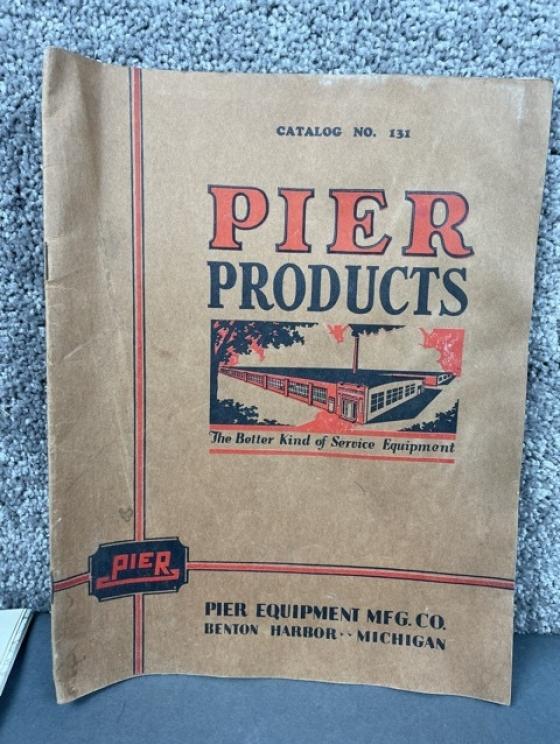 CATALOG NO. 131
PIER
PRODUCTS
The Better Kind of Service Equipment
PIER
PIER EQUIPMENT MFG. CO.
BENTON HARBOR·· MICHIGAN